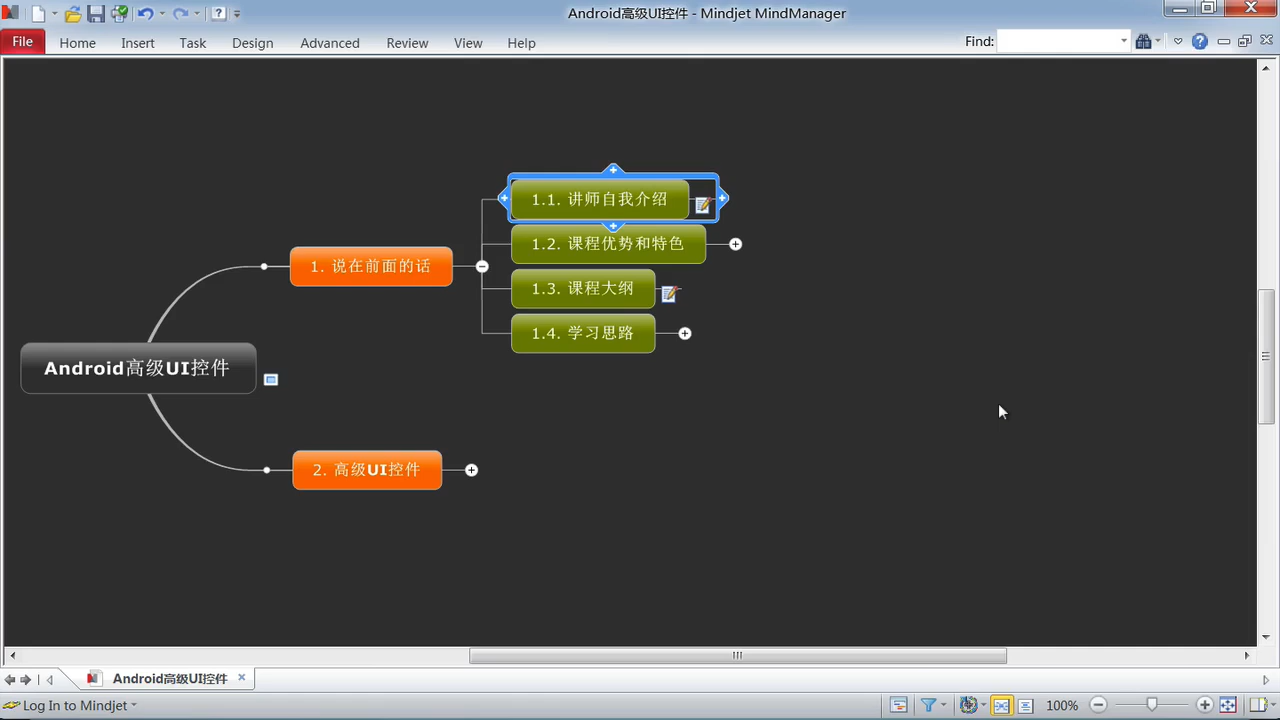 Android高级UI控件 - Mindjet MindManager
File Home Insert Task Design Advanced Review View Help Find:
1.1. 讲师自我介绍
1.2. 课程优势和特色
1. 说在前面的话
1.3. 课程大纲
1.4. 学习思路
Android高级UI控件
2. 高级UI控件
Android高级UI控件
Log In to Mindjet 100%